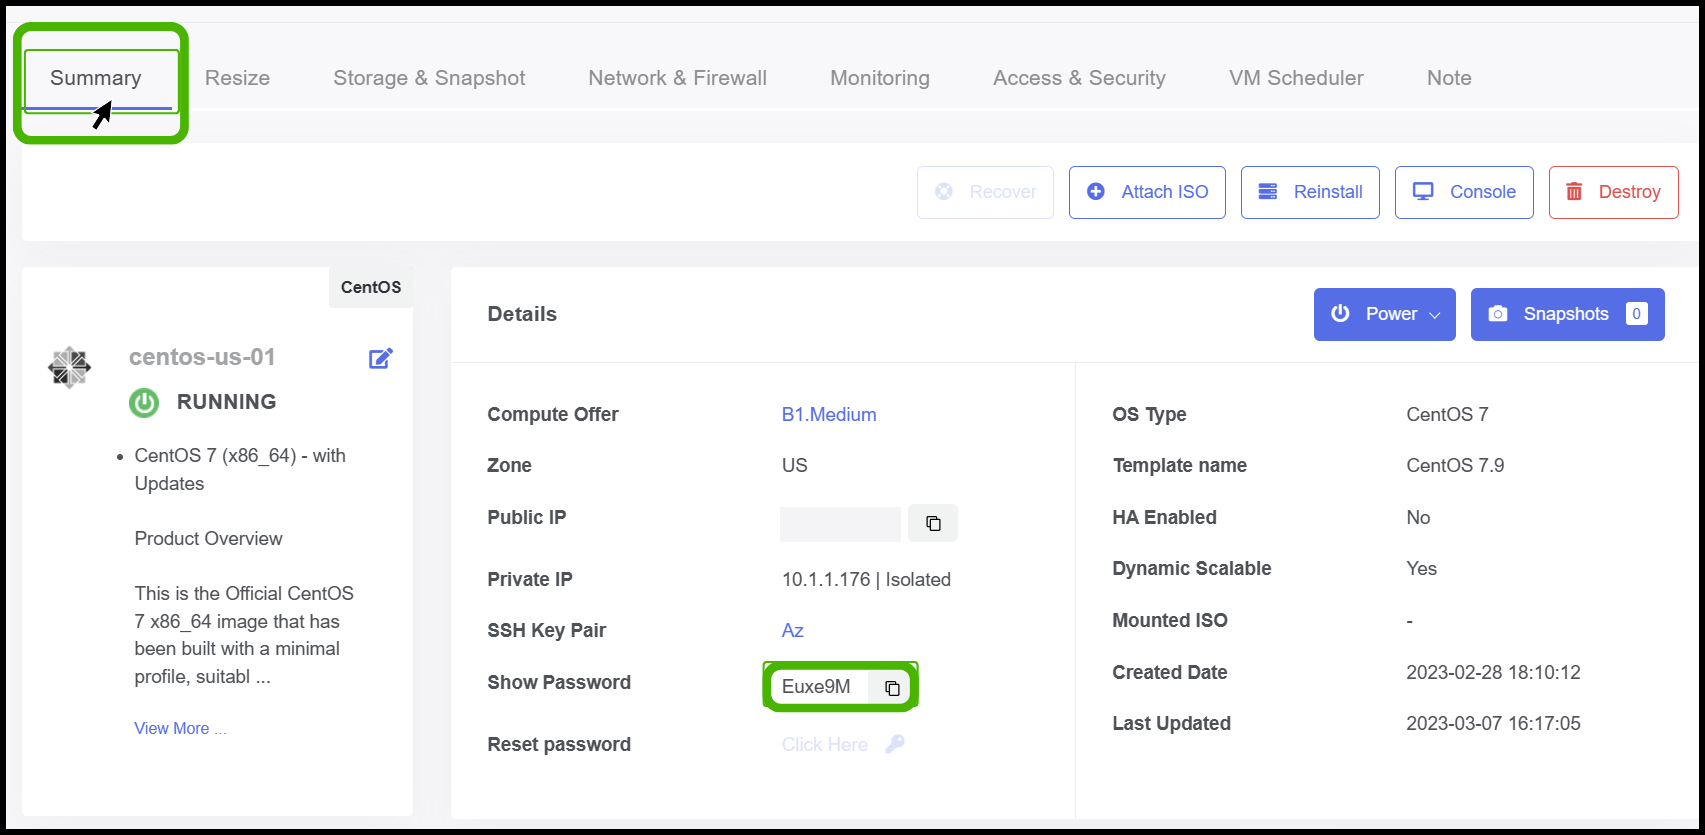 Summary Resize Storage & Snapshot Network & Firewall Monitoring Access & Security VM Scheduler Note
Recover Attach ISO Reinstall Console Destroy
CentOS
centos-us-01
RUNNING
CentOS 7 (x86_64) - with
Updates
Product Overview
This is the Official CentOS
7 x86_64 image that has
been built with a minimal
profile, suitabl ...
View More ...
Details
Power
Snapshots 0
Compute Offer B1.Medium
Zone US
Public IP
Private IP 10.1.1.176 | Isolated
SSH Key Pair Az
Show Password Euxe9M
Reset password Click Here
OS Type CentOS 7
Template name CentOS 7.9
HA Enabled No
Dynamic Scalable Yes
Mounted ISO -
Created Date 2023-02-28 18:10:12
Last Updated 2023-03-07 16:17:05